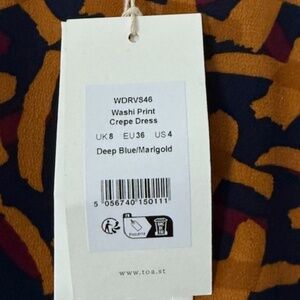 WDRVS46
Washi Print
Crepe Dress
UK 8 EU 36 US 4
Deep Blue/Marigold
5 056740 150111
www.toa.st